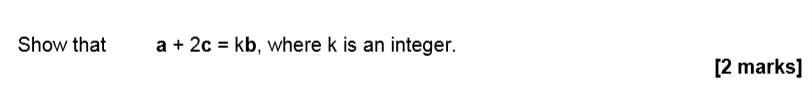 Show that a + 2c = kb, where k is an integer.
[2 marks]